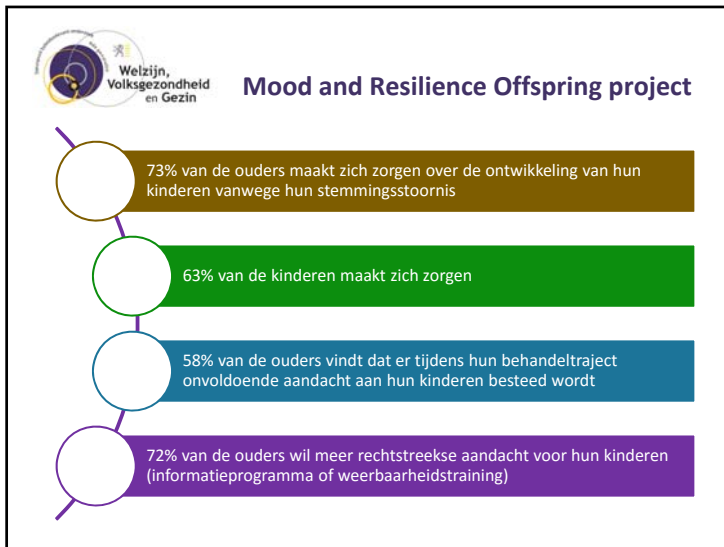 Welzijn,
Volksgezondheid
en Gezin
Mood and Resilience Offspring project
73% van de ouders maakt zich zorgen over de ontwikkeling van hun
kinderen vanwege hun stemmingsstoornis
63% van de kinderen maakt zich zorgen
58% van de ouders vindt dat er tijdens hun behandeltraject
onvoldoende aandacht aan hun kinderen besteed wordt
72% van de ouders wil meer rechtstreekse aandacht voor hun kinderen
(informatieprogramma of weerbaarheidstraining)